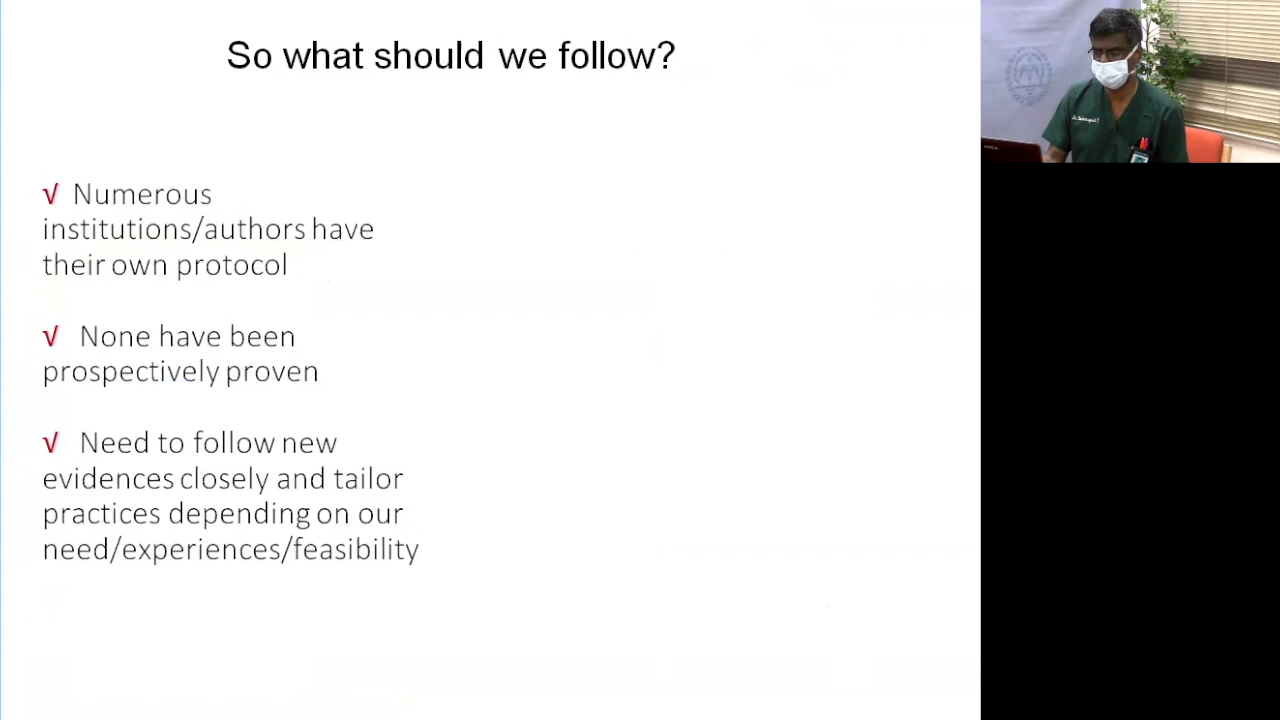 So what should we follow?
√ Numerous
institutions/authors have
their own protocol
√ None have been
prospectively proven
√ Need to follow new
evidences closely and tailor
practices depending on our
need/experiences/feasibility